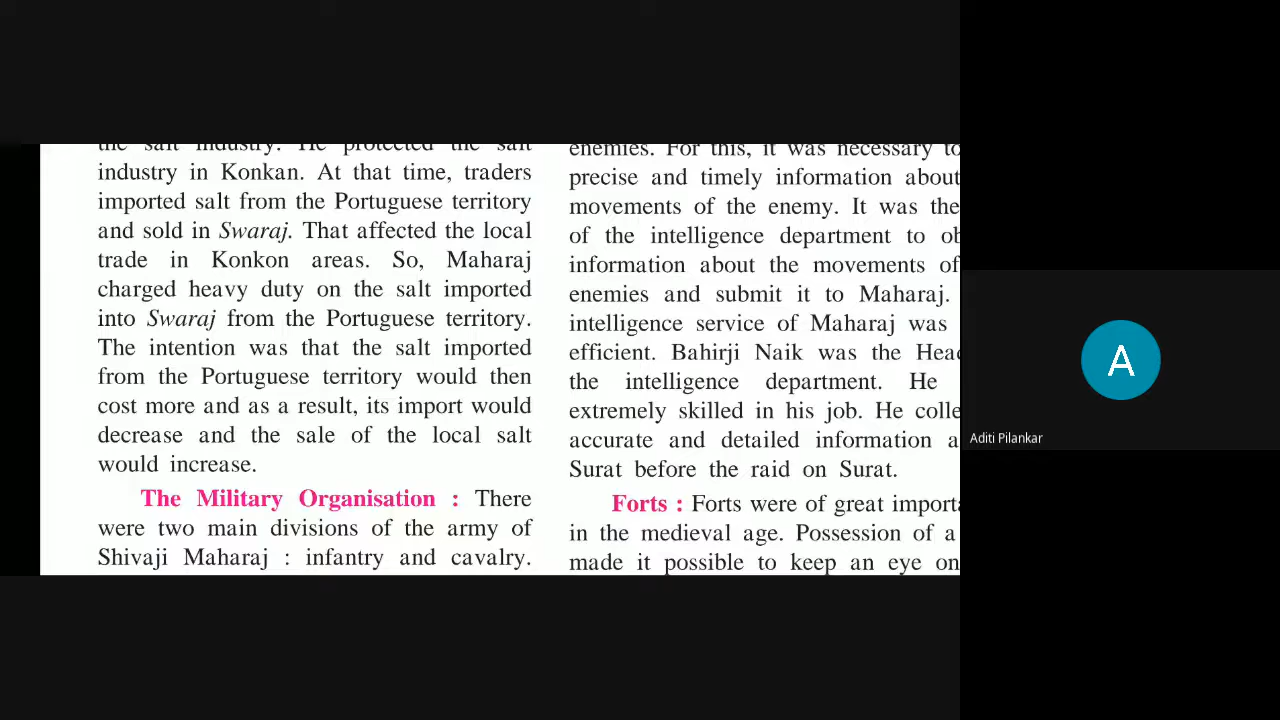 the salt industry. He protected the salt
industry in Konkan. At that time, traders
imported salt from the Portuguese territory
and sold in Swaraj. That affected the local
trade in Konkon areas. So, Maharaj
charged heavy duty on the salt imported
into Swaraj from the Portuguese territory.
The intention was that the salt imported
from the Portuguese territory would then
cost more and as a result, its import would
decrease and the sale of the local salt
would increase.
The Military Organisation : There
were two main divisions of the army of
Shivaji Maharaj : infantry and cavalry.
enemies. For this, it was necessary to
precise and timely information about
movements of the enemy. It was the
of the intelligence department to
information about the movements of
enemies and submit it to Maharaj.
intelligence service of Maharaj was
efficient. Bahirji Naik was the
the intelligence department. He
extremely skilled in his job. He
accurate and detailed information
Surat before the raid on Surat.
Forts : Forts were of great
in the medieval age. Possession of a
made it possible to keep an eye on
A
Aditi Pilankar